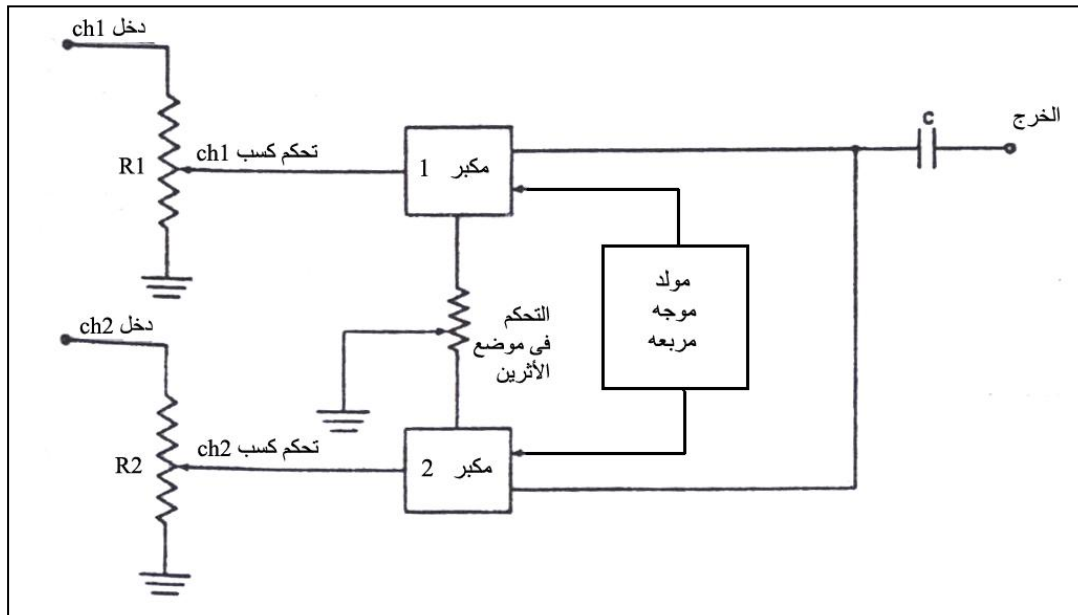 دخل ch1
C
الخرج
تحكم كسب ch1
R1
مكبر 1
مولد
موجه
مربعه
التحكم
فى موضع
الأثرين
دخل ch2
تحكم كسب ch2
R2
مكبر 2